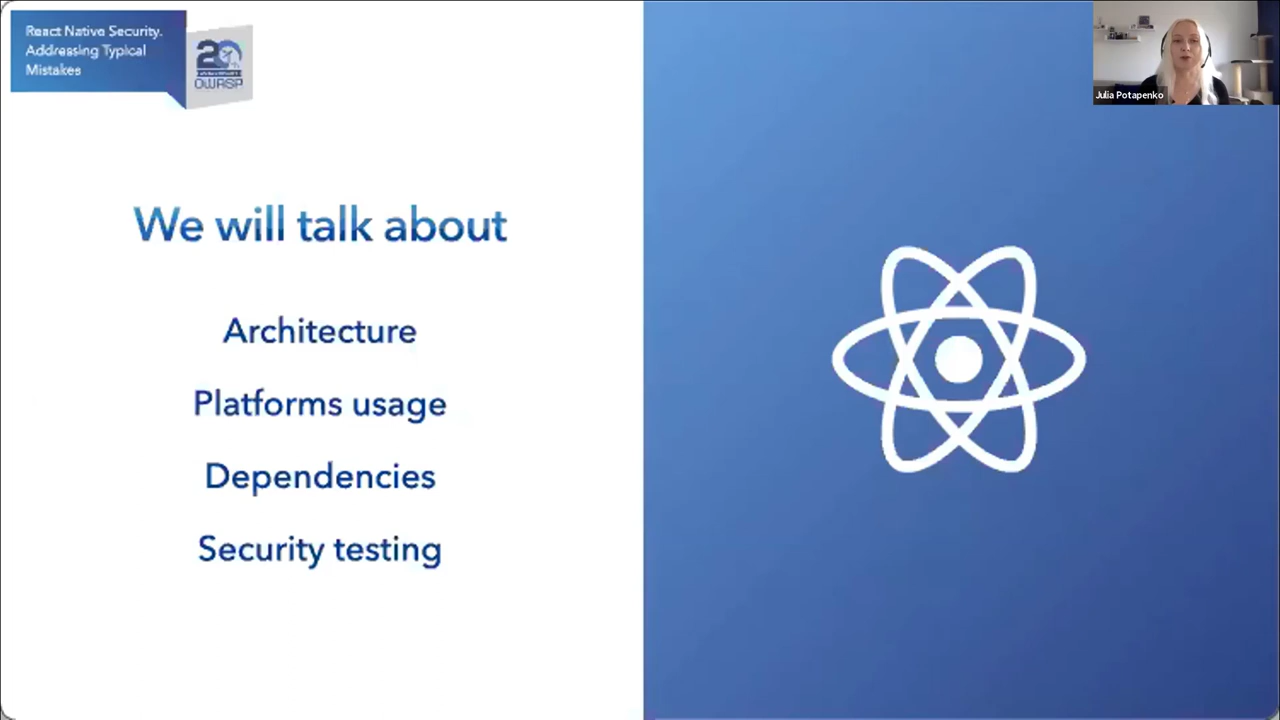 React Native Security.
Addressing Typical
Mistakes
20th
OWASP
Julia Potapenko
We will talk about
Architecture
Platforms usage
Dependencies
Security testing